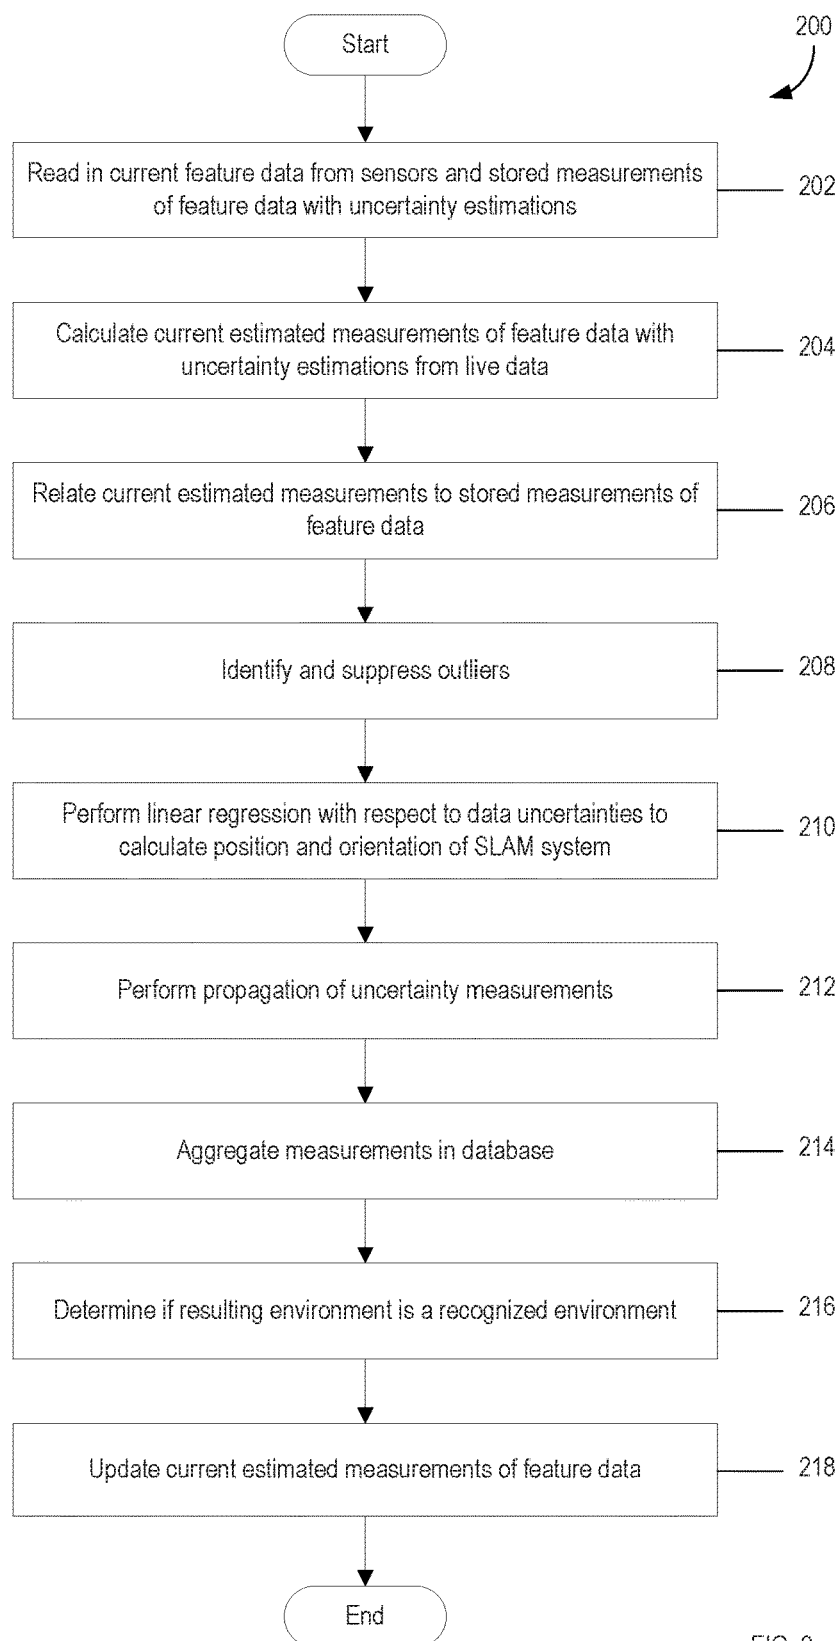 Start
200
Read in current feature data from sensors and stored measurements
of feature data with uncertainty estimations
202
Calculate current estimated measurements of feature data with
uncertainty estimations from live data
204
Relate current estimated measurements to stored measurements of
feature data
206
Identify and suppress outliers
208
Perform linear regression with respect to data uncertainties to
calculate position and orientation of SLAM system
210
Perform propagation of uncertainty measurements
212
Aggregate measurements in database
214
Determine if resulting environment is a recognized environment
216
Update current estimated measurements of feature data
218
End